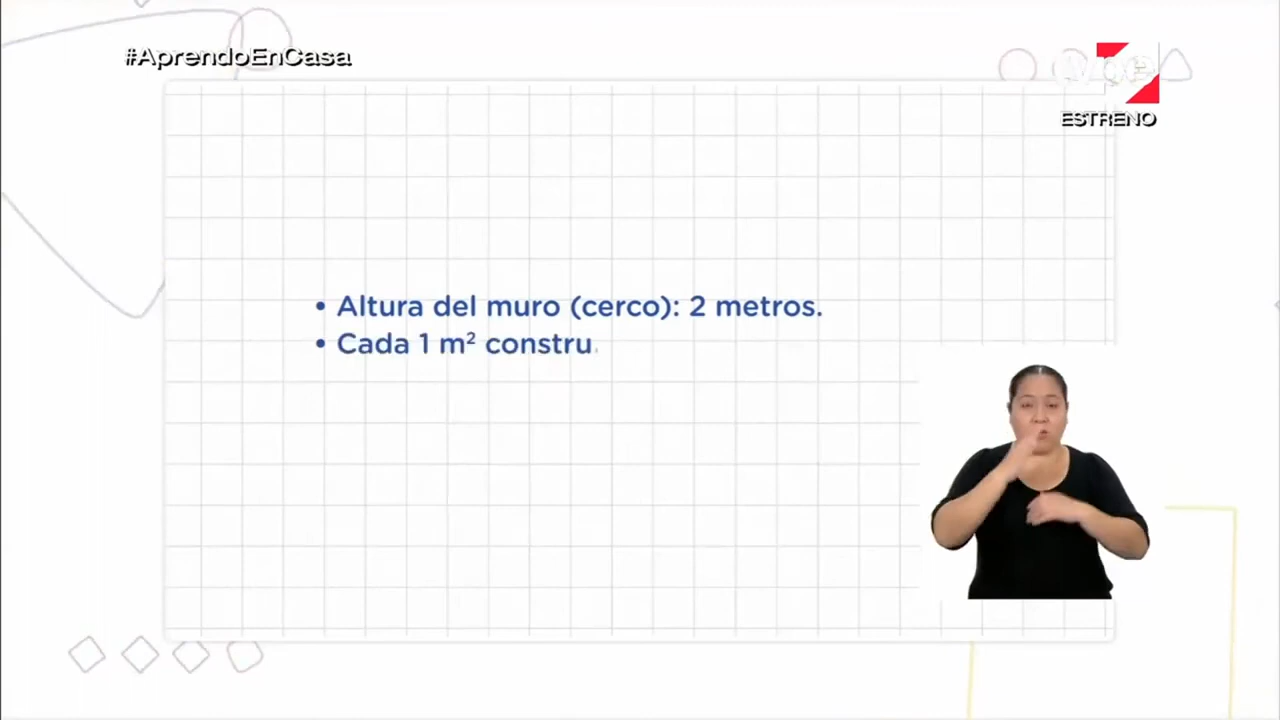 #AprendoEnCasa
ESTRENO
• Altura del muro (cerco): 2 metros.
• Cada 1 m² constru